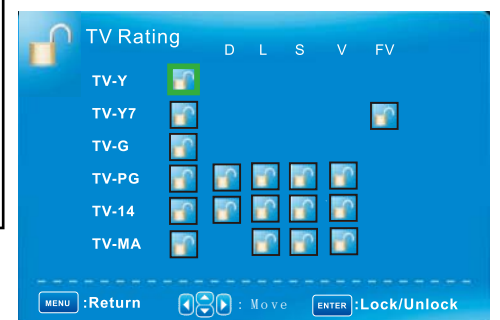 TV Rating
D L S V FV
TV-Y
TV-Y7
TV-G
TV-PG
TV-14
TV-MA
MENU :Return : Move ENTER :Lock/Unlock